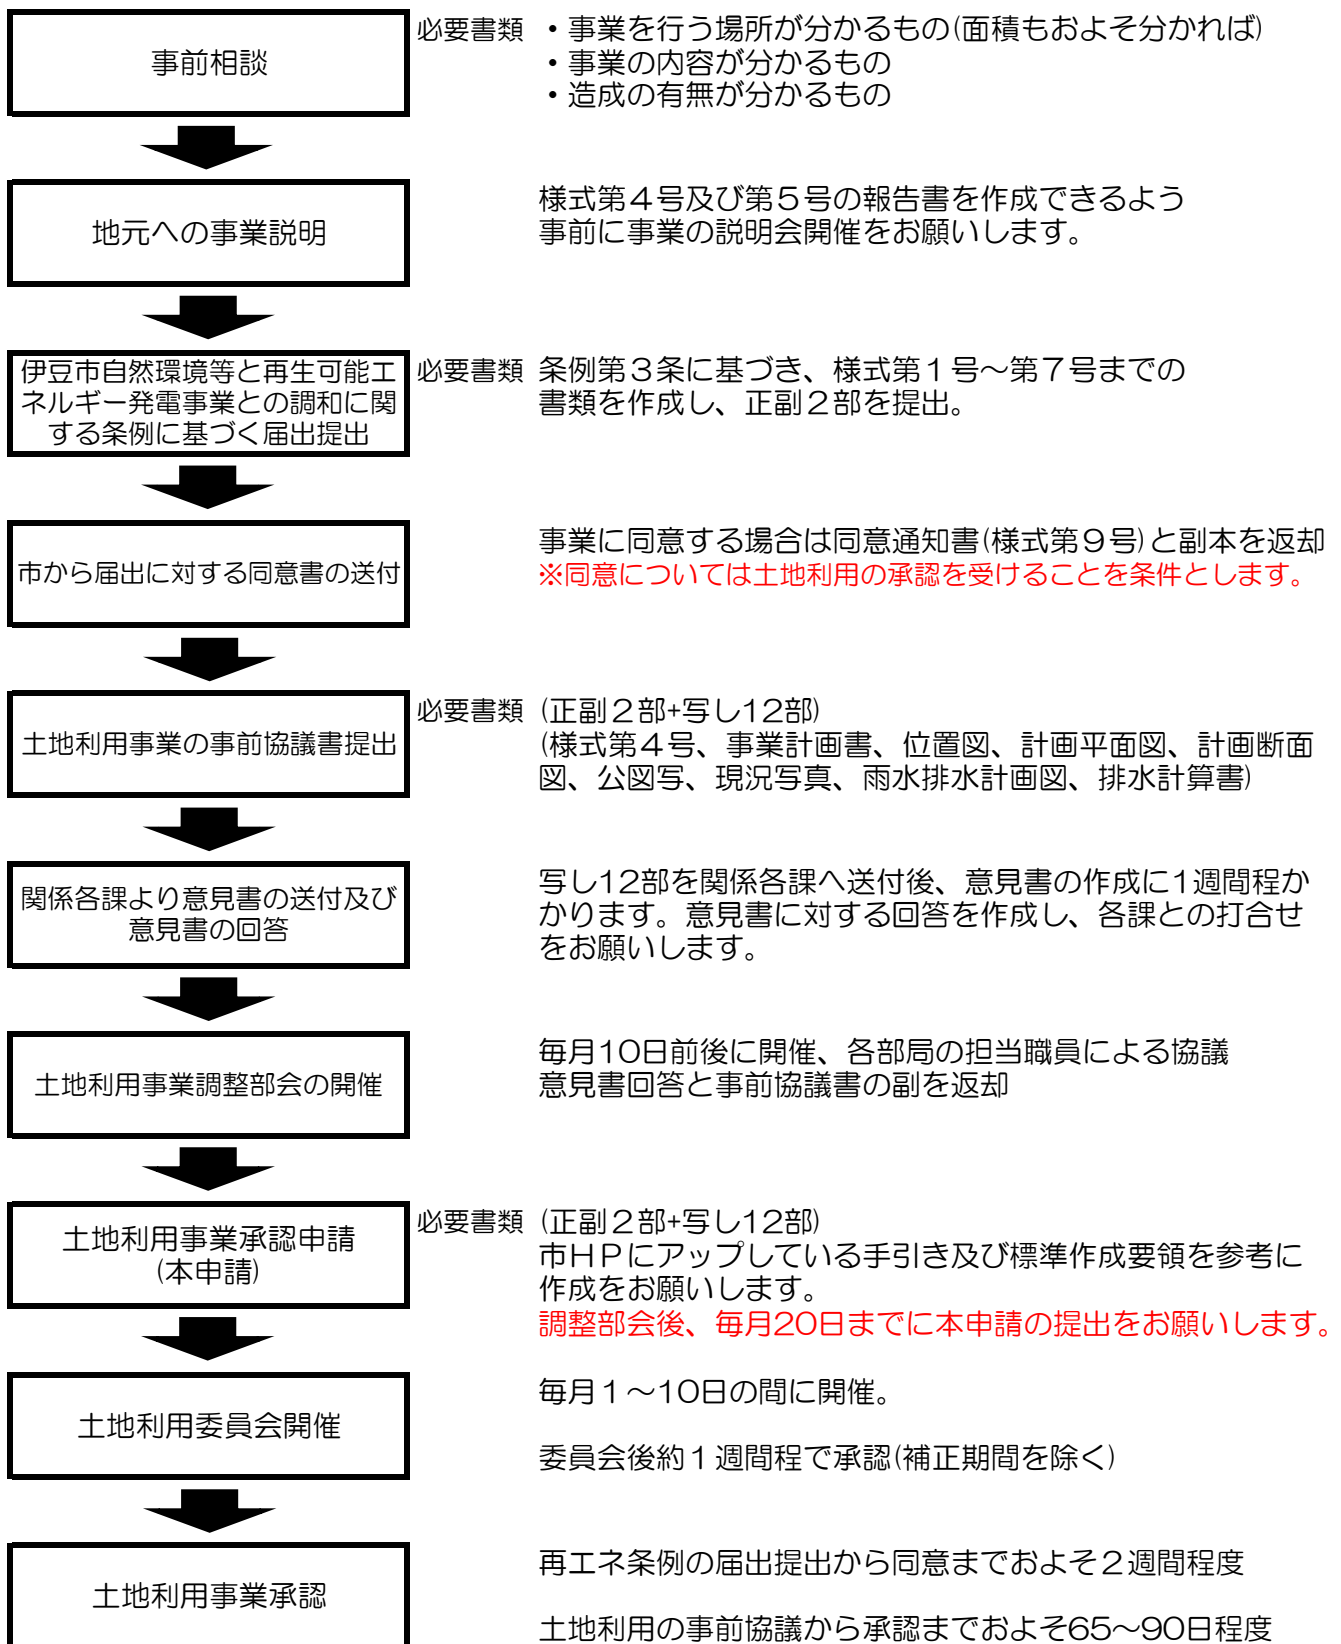 事前相談
必要書類 ・事業を行う場所が分かるもの(面積もおよそ分かれば)
・事業の内容が分かるもの
・造成の有無が分かるもの
地元への事業説明
様式第４号及び第５号の報告書を作成できるよう
事前に事業の説明会開催をお願いします。
伊豆市自然環境等と再生可能エ
ネルギー発電事業との調和に関
する条例に基づく届出提出
必要書類 条例第３条に基づき、様式第１号～第７号までの
書類を作成し、正副２部を提出。
市から届出に対する同意書の送付
事業に同意する場合は同意通知書(様式第９号)と副本を返却
※同意については土地利用の承認を受けることを条件とします。
土地利用事業の事前協議書提出
必要書類 (正副２部+写し12部)
(様式第４号、事業計画書、位置図、計画平面図、計画断面
図、公図写、現況写真、雨水排水計画図、排水計算書)
関係各課より意見書の送付及び
意見書の回答
写し12部を関係各課へ送付後、意見書の作成に1週間程か
かります。意見書に対する回答を作成し、各課との打合せ
をお願いします。
土地利用事業調整部会の開催
毎月10日前後に開催、各部局の担当職員による協議
意見書回答と事前協議書の副を返却
土地利用事業承認申請
(本申請)
必要書類 (正副２部+写し12部)
市ＨＰにアップしている手引き及び標準作成要領を参考に
作成をお願いします。
調整部会後、毎月20日までに本申請の提出をお願いします。
土地利用委員会開催
毎月１～10日の間に開催。
委員会後約１週間程で承認(補正期間を除く)
土地利用事業承認
再エネ条例の届出提出から同意までおよそ２週間程度
土地利用の事前協議から承認までおよそ65～90日程度